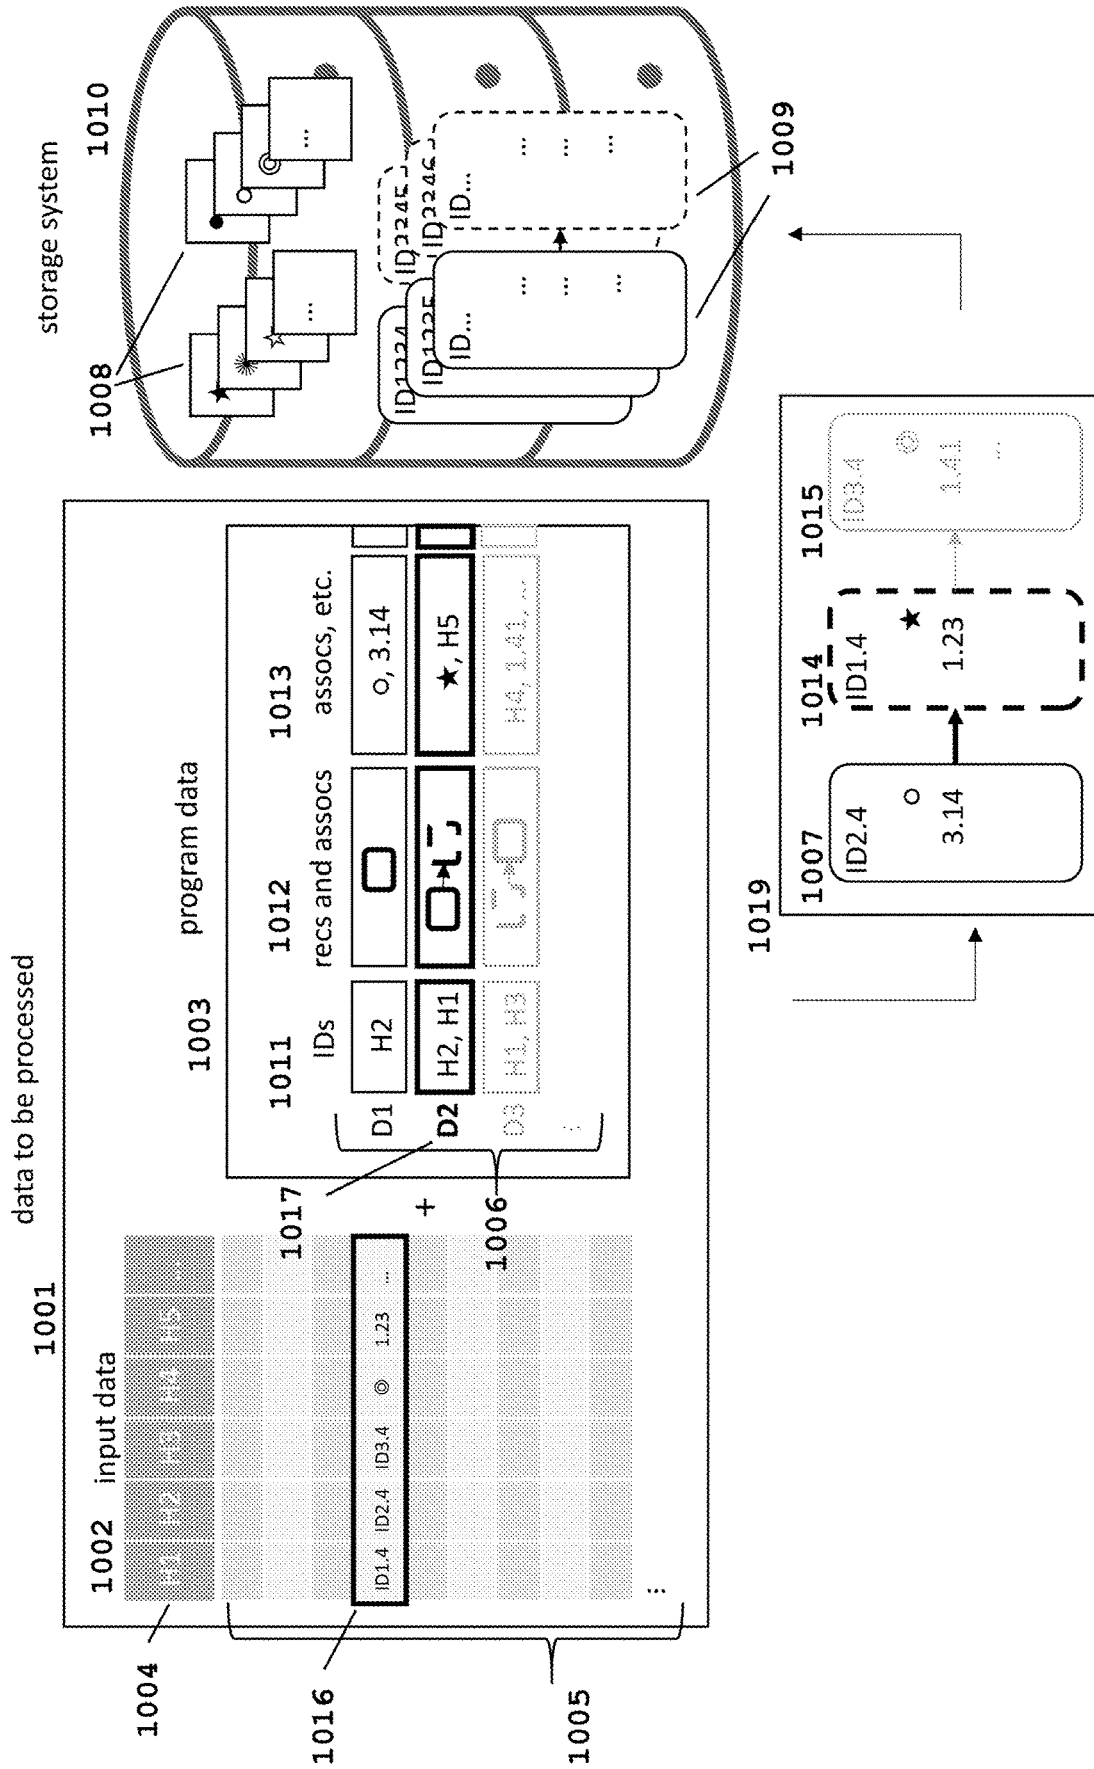 data to be processed
1001
1002 input data
1004
H1 H2 H3 H4 H5 ...
1016
ID1.4 ID2.4 ID3.4 ◎ 1.23 ...
⋮
1005
+
1017
1006
program data
1003
1011 1012 1013
IDs recs and assocs assocs, etc.
D1 H2 ○, 3.14
D2 H2, H1 ★, H5
D3 H1, H3 H4, 1.41, ...
⋮
storage system
1010
1008
...
...
ID1234
ID1235
ID...
...
...
...
ID2245
ID2246
ID...
...
...
...
1009
1019
1007 1014 1015
ID2.4
○
3.14
ID1.4
★
1.23
ID3.4
◎
1.41
...